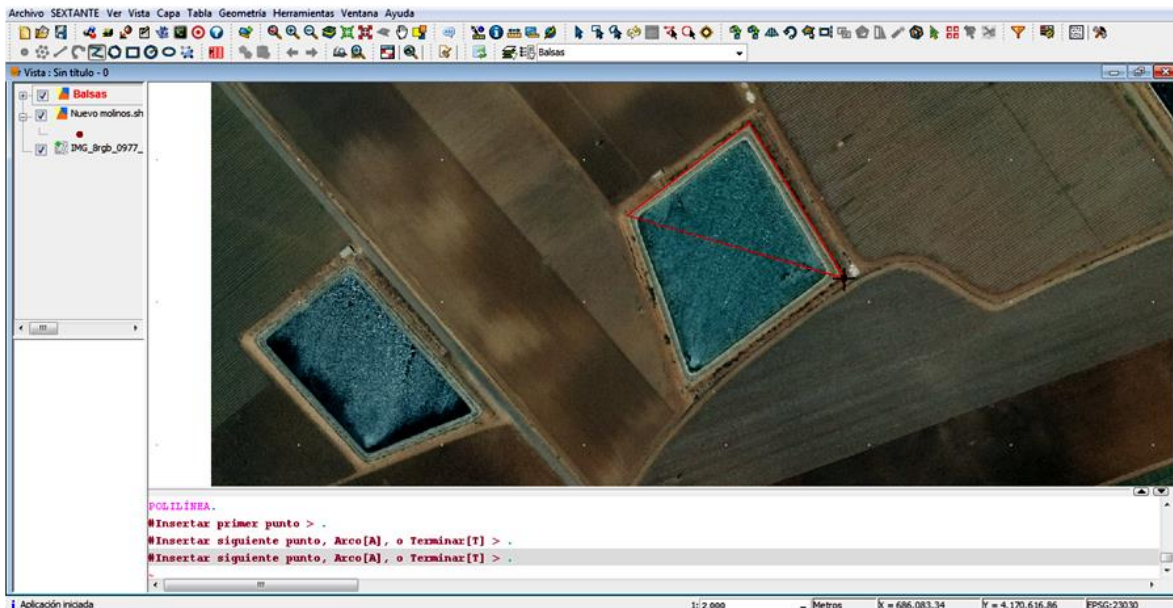 Archivo SEXTANTE Ver Vista Capa Tabla Geometría Herramientas Ventana Ayuda
Balsas
Vista : Sin título - 0
Balsas
Nuevo molinos.sh
IMG_8rgb_0977_
POLILÍNEA.
#Insertar primer punto > .
#Insertar siguiente punto, Arco[A], o Terminar[T] > .
#Insertar siguiente punto, Arco[A], o Terminar[T] > .
Aplicación iniciada
1: 2.000
Metros
X = 686.083,34
Y = 4.170.616,86
EPSG:23030